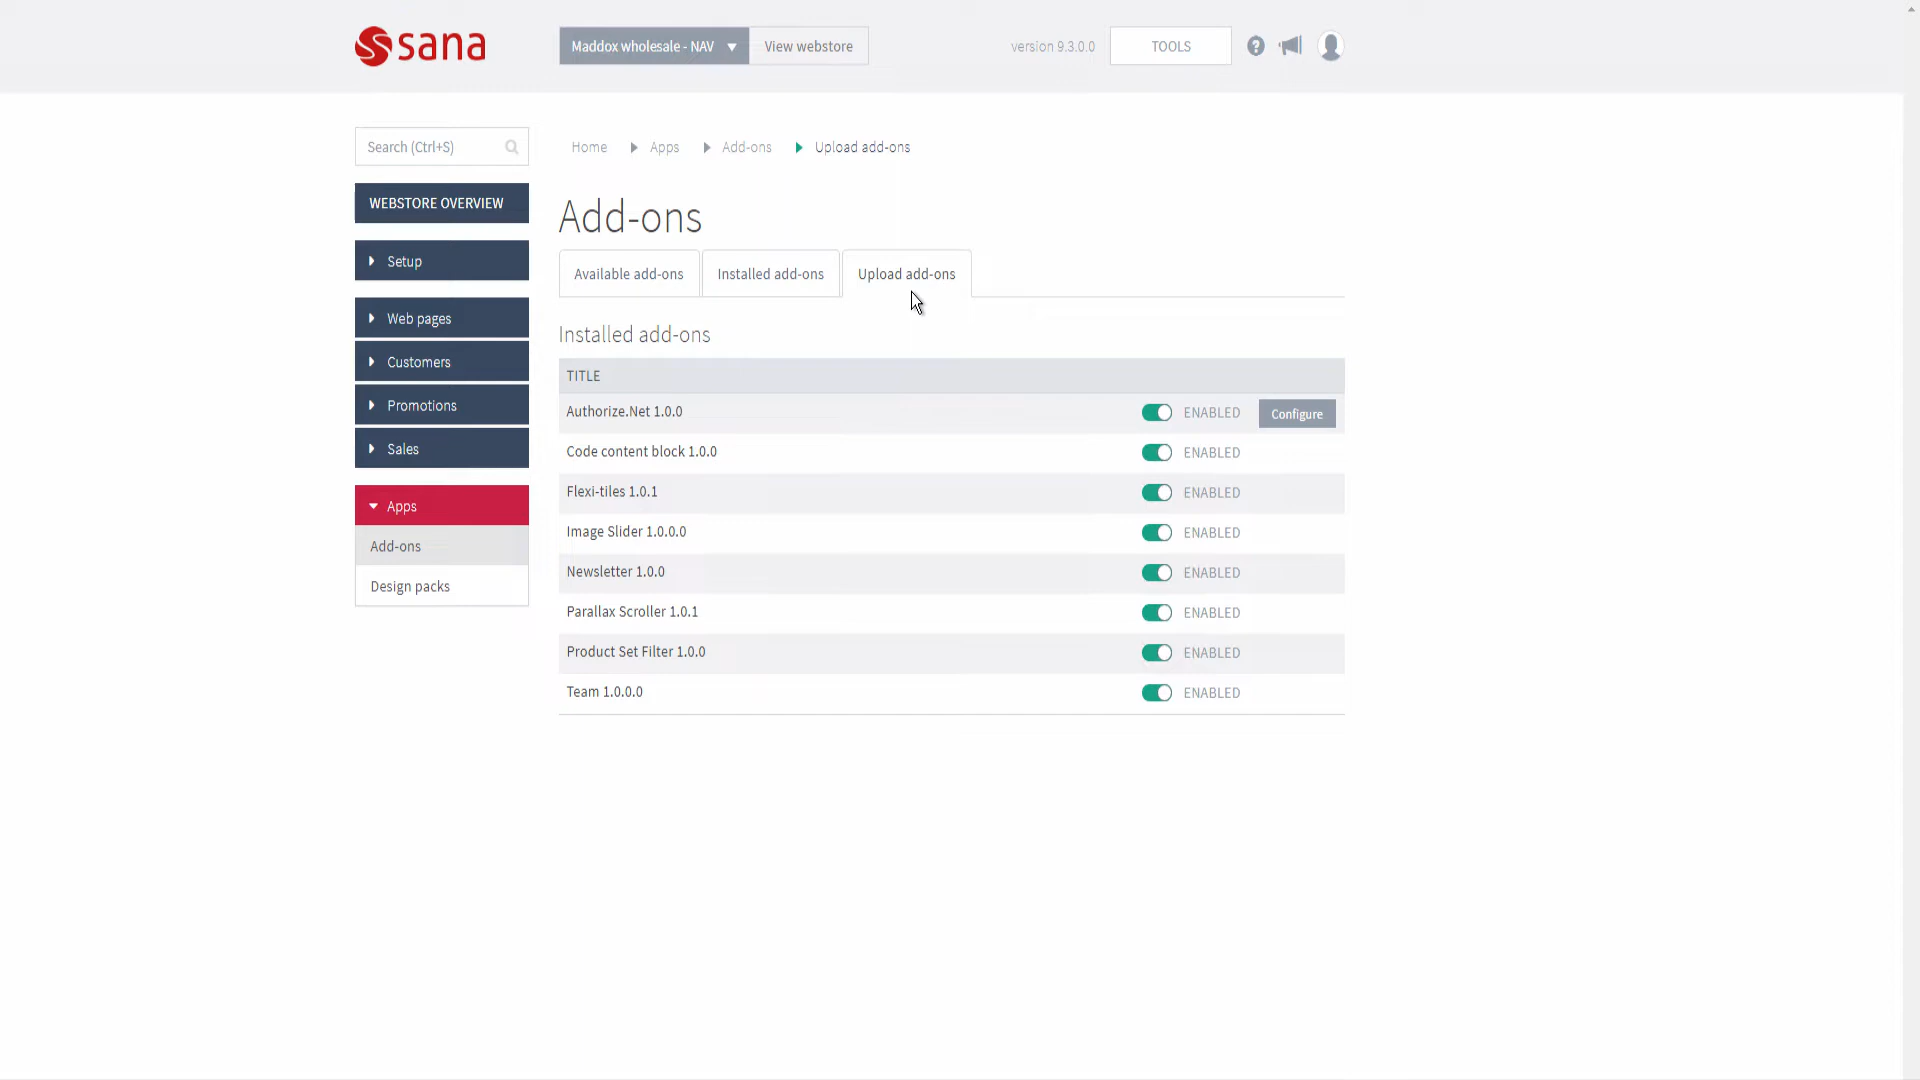 sana
Maddox wholesale - NAV
View webstore
version 9.3.0.0
TOOLS
Search (Ctrl+S)
Home
Apps
Add-ons
Upload add-ons
WEBSTORE OVERVIEW
Setup
Web pages
Customers
Promotions
Sales
Apps
Add-ons
Design packs
Add-ons
Available add-ons
Installed add-ons
Upload add-ons
Installed add-ons
TITLE
Authorize.Net 1.0.0
ENABLED
Configure
Code content block 1.0.0
ENABLED
Flexi-tiles 1.0.1
ENABLED
Image Slider 1.0.0.0
ENABLED
Newsletter 1.0.0
ENABLED
Parallax Scroller 1.0.1
ENABLED
Product Set Filter 1.0.0
ENABLED
Team 1.0.0.0
ENABLED